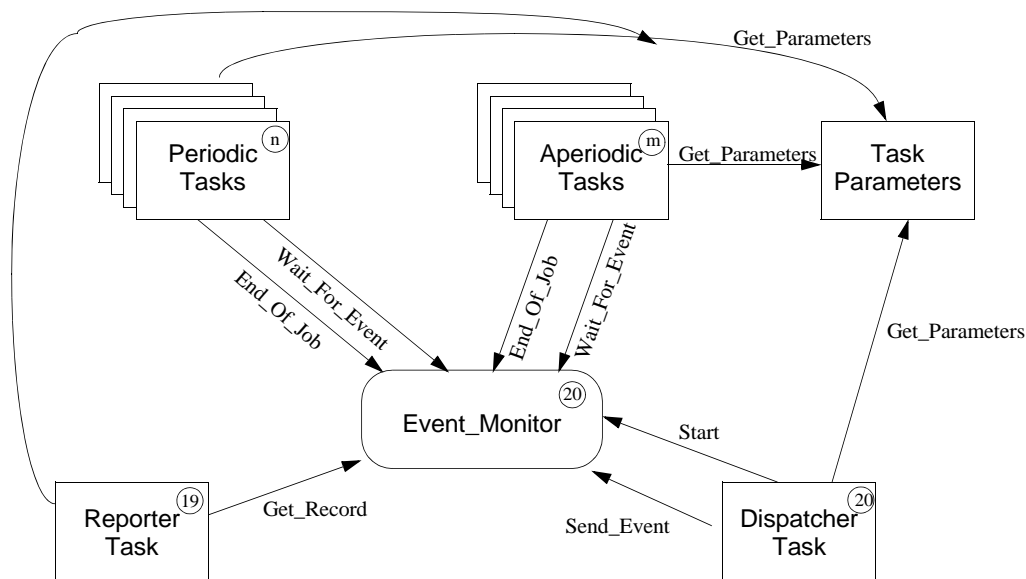 Get_Parameters
n
Periodic
Tasks
m
Aperiodic
Tasks
Get_Parameters
Task
Parameters
Wait_For_Event
End_Of_Job
End_Of_Job
Wait_For_Event
Get_Parameters
20
Event_Monitor
Start
19
Reporter
Task
Get_Record
Send_Event
20
Dispatcher
Task